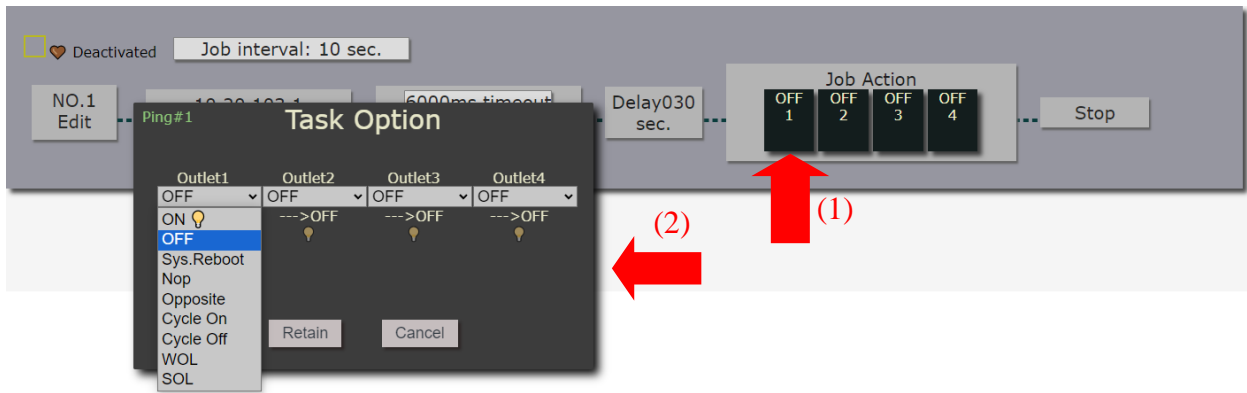 Deactivated
Job interval: 10 sec.
NO.1
Edit
6000ms timeout
Delay030
sec.
Job Action
OFF
1
OFF
2
OFF
3
OFF
4
Stop
Ping#1
Task Option
Outlet1
Outlet2
Outlet3
Outlet4
OFF
OFF
OFF
OFF
--->OFF
--->OFF
--->OFF
ON
OFF
Sys.Reboot
Nop
Opposite
Cycle On
Cycle Off
WOL
SOL
Retain
Cancel
(1)
(2)